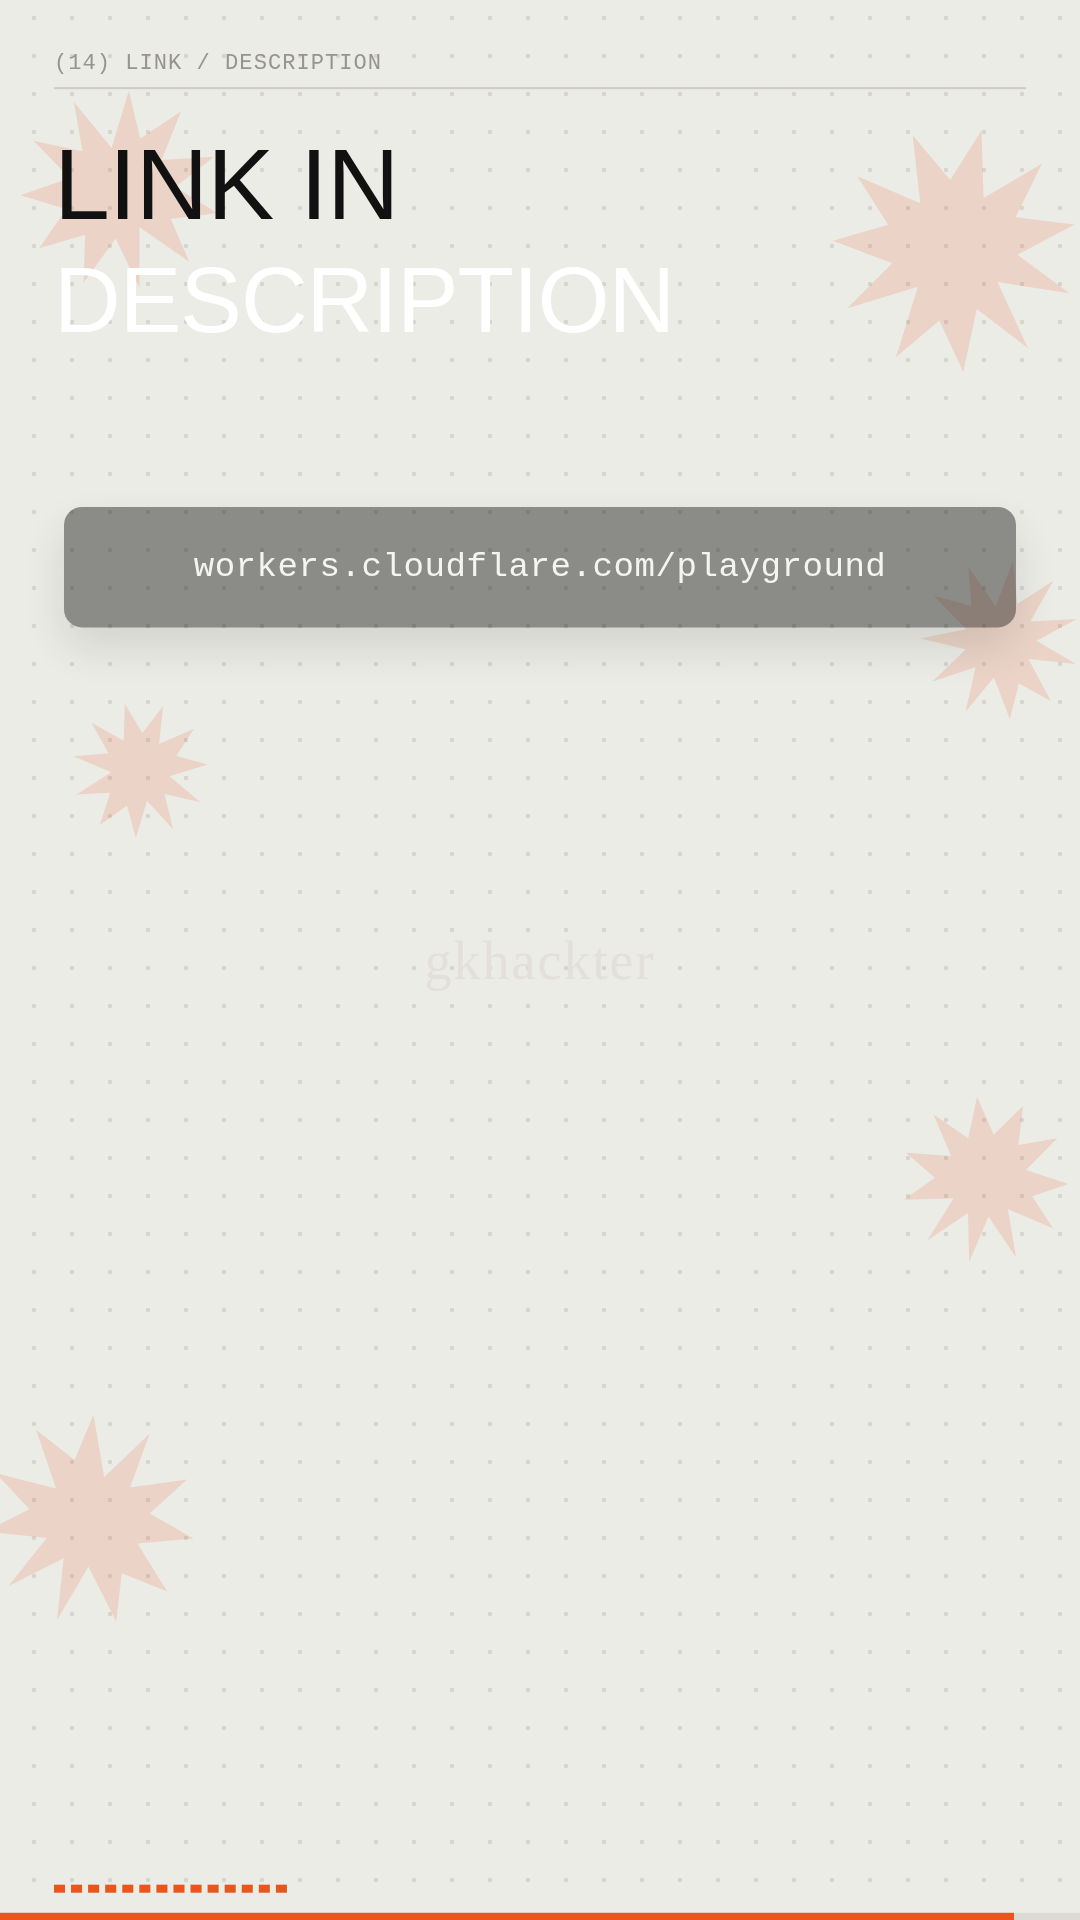 (14) LINK / DESCRIPTION
LINK IN
DESCRIPTION
workers.cloudflare.com/playground
gkhackter